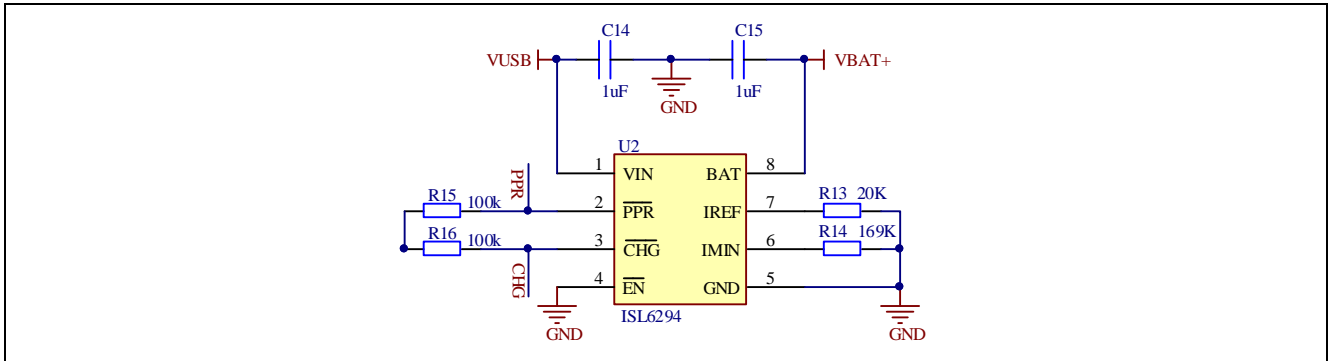 C14
C15
VUSB
VBAT+
1uF
1uF
GND
U2
1
VIN
BAT
8
PPR
R15
100k
2
PPR
IREF
7
R13 20K
R16
100k
3
CHG
IMIN
6
R14 169K
CHG
4
EN
GND
5
GND
ISL6294
GND